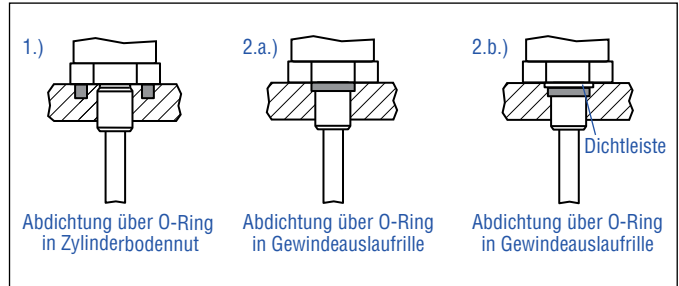 1.)
2.a.)
2.b.)
Dichtleiste
Abdichtung über O-Ring
in Zylinderbodennut
Abdichtung über O-Ring
in Gewindeauslaufrille
Abdichtung über O-Ring
in Gewindeauslaufrille